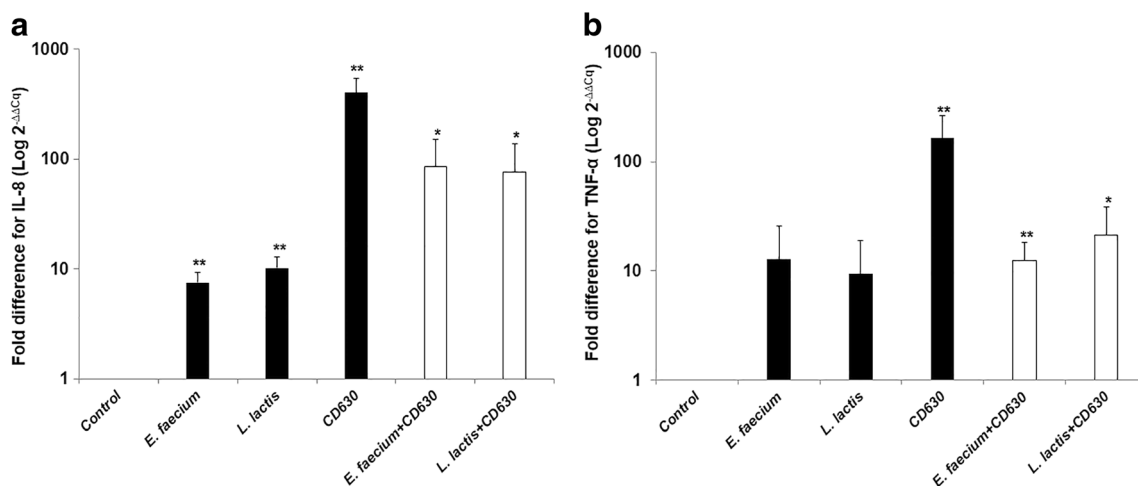 a
Fold difference for IL-8 (Log 2-ΔΔCq)
1000
100
10
1
**
**
**
*
*
Control
E. faecium
L. lactis
CD630
E. faecium+CD630
L. lactis+CD630
b
Fold difference for TNF-α (Log 2-ΔΔCq)
1000
100
10
1
**
**
*
Control
E. faecium
L. lactis
CD630
E. faecium+CD630
L. lactis+CD630